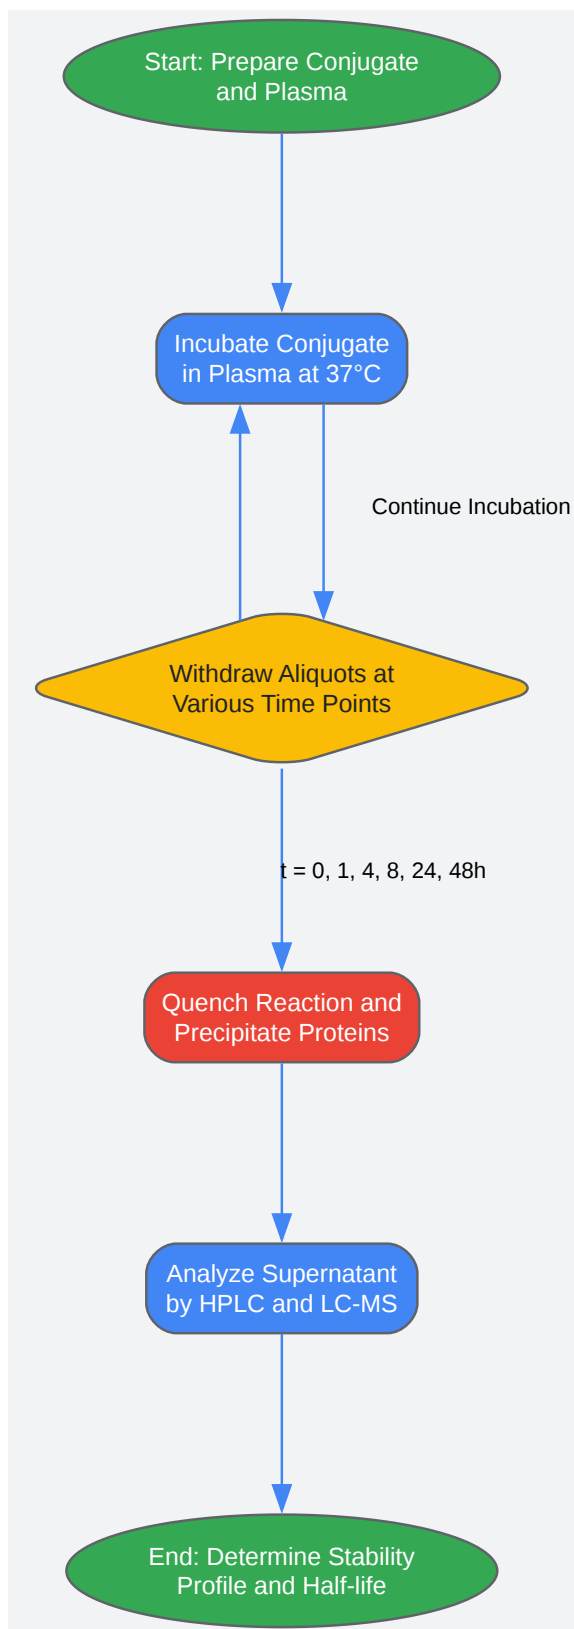 Start: Prepare Conjugate
and Plasma
Incubate Conjugate
in Plasma at 37°C
Continue Incubation
Withdraw Aliquots at
Various Time Points
t = 0, 1, 4, 8, 24, 48h
Quench Reaction and
Precipitate Proteins
Analyze Supernatant
by HPLC and LC-MS
End: Determine Stability
Profile and Half-life